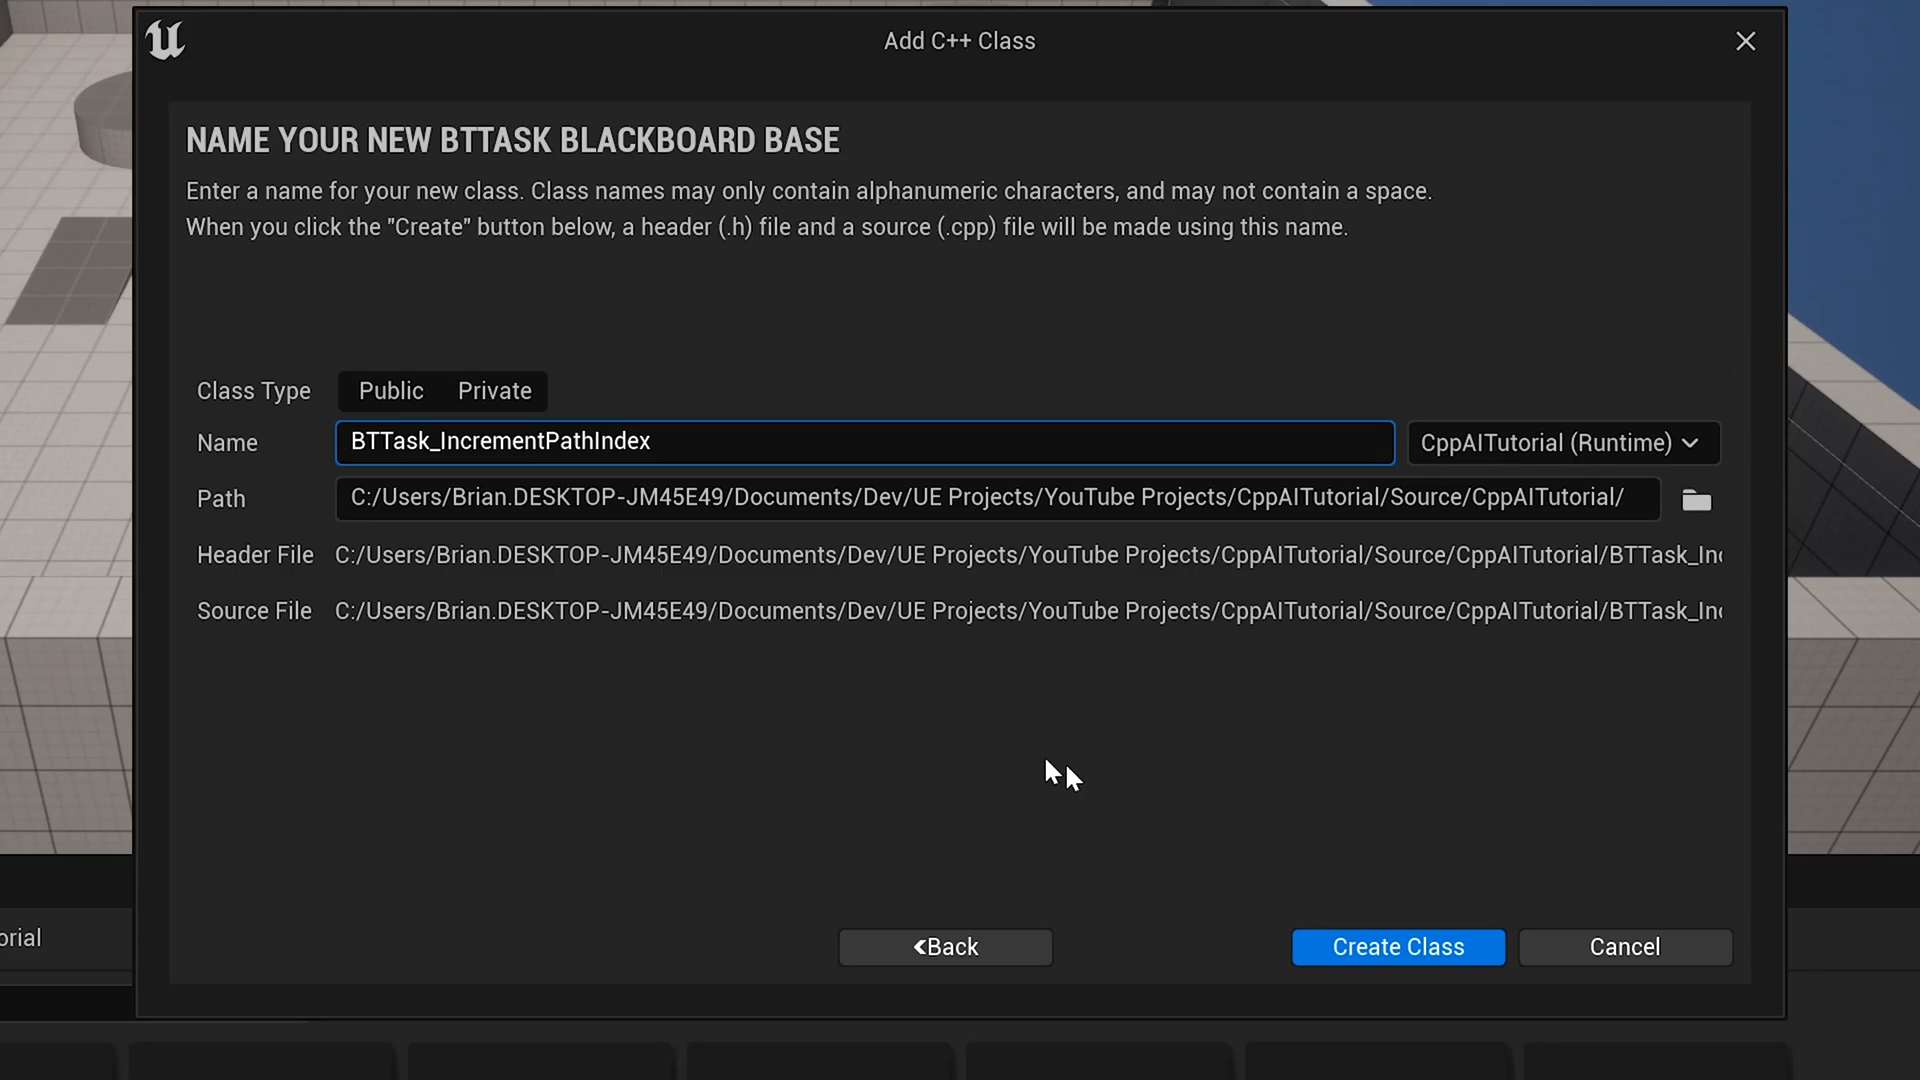 Add C++ Class
NAME YOUR NEW BTTASK BLACKBOARD BASE
Enter a name for your new class. Class names may only contain alphanumeric characters, and may not contain a space.
When you click the "Create" button below, a header (.h) file and a source (.cpp) file will be made using this name.
Class Type Public Private
Name BTTask_IncrementPathIndex CppAITutorial (Runtime)
Path C:/Users/Brian.DESKTOP-JM45E49/Documents/Dev/UE Projects/YouTube Projects/CppAITutorial/Source/CppAITutorial/
Header File C:/Users/Brian.DESKTOP-JM45E49/Documents/Dev/UE Projects/YouTube Projects/CppAITutorial/Source/CppAITutorial/BTTask_Inc
Source File C:/Users/Brian.DESKTOP-JM45E49/Documents/Dev/UE Projects/YouTube Projects/CppAITutorial/Source/CppAITutorial/BTTask_Inc
orial
Back Create Class Cancel